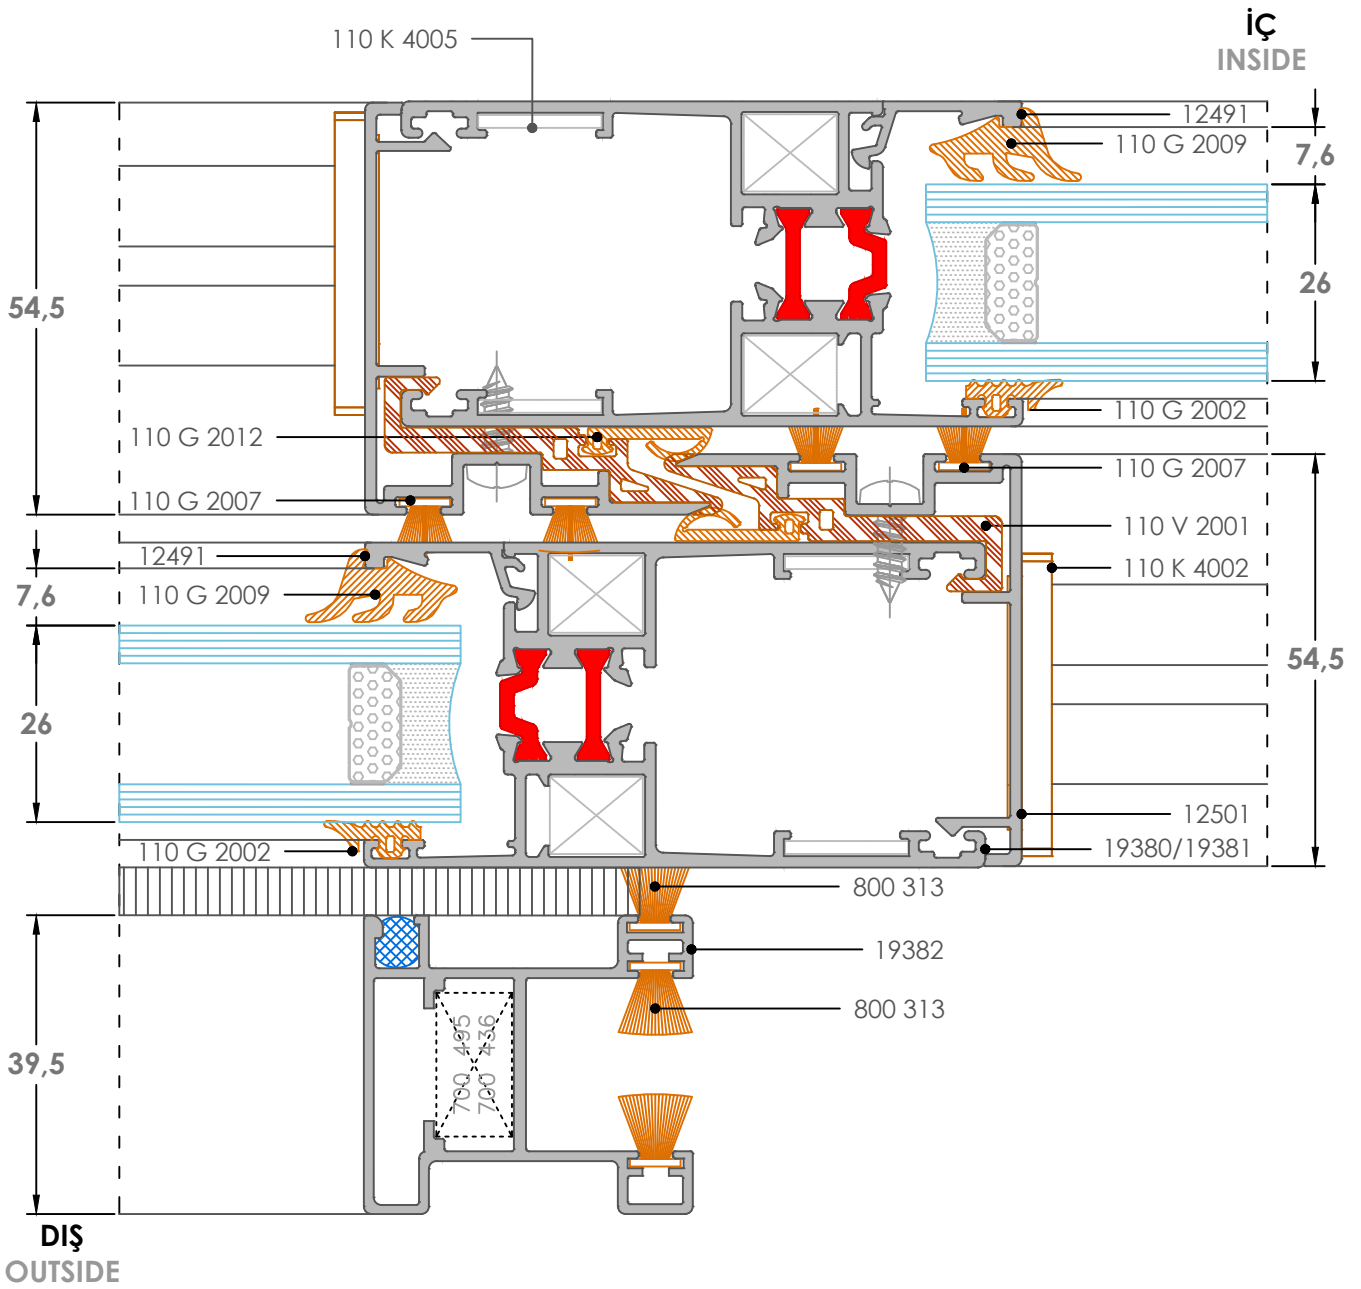 İÇ
INSIDE
110 K 4005
12491
110 G 2009
7,6
54,5
26
110 G 2002
110 G 2012
110 G 2007
110 G 2007
110 V 2001
12491
110 K 4002
7,6
110 G 2009
54,5
26
12501
110 G 2002
19380/19381
800 313
19382
800 313
39,5
700 495
700 436
DIŞ
OUTSIDE